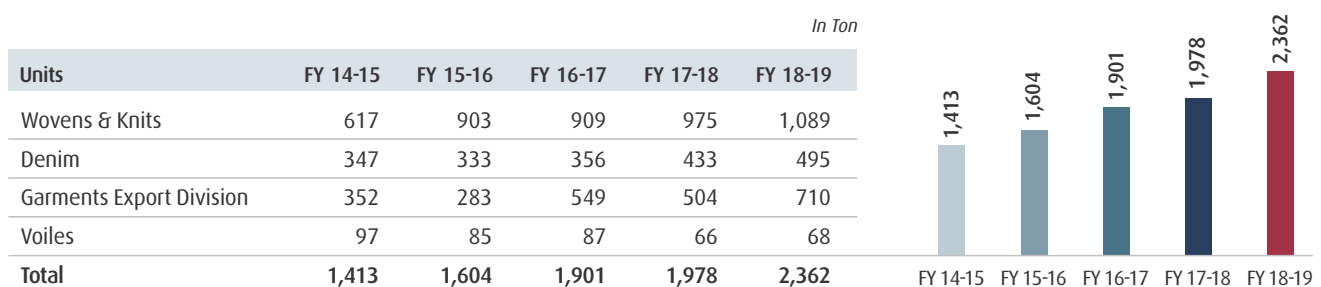 In Ton
Units FY 14-15 FY 15-16 FY 16-17 FY 17-18 FY 18-19
Wovens & Knits 617 903 909 975 1,089
Denim 347 333 356 433 495
Garments Export Division 352 283 549 504 710
Voiles 97 85 87 66 68
Total 1,413 1,604 1,901 1,978 2,362
1,413 1,604 1,901 1,978 2,362
FY 14-15 FY 15-16 FY 16-17 FY 17-18 FY 18-19